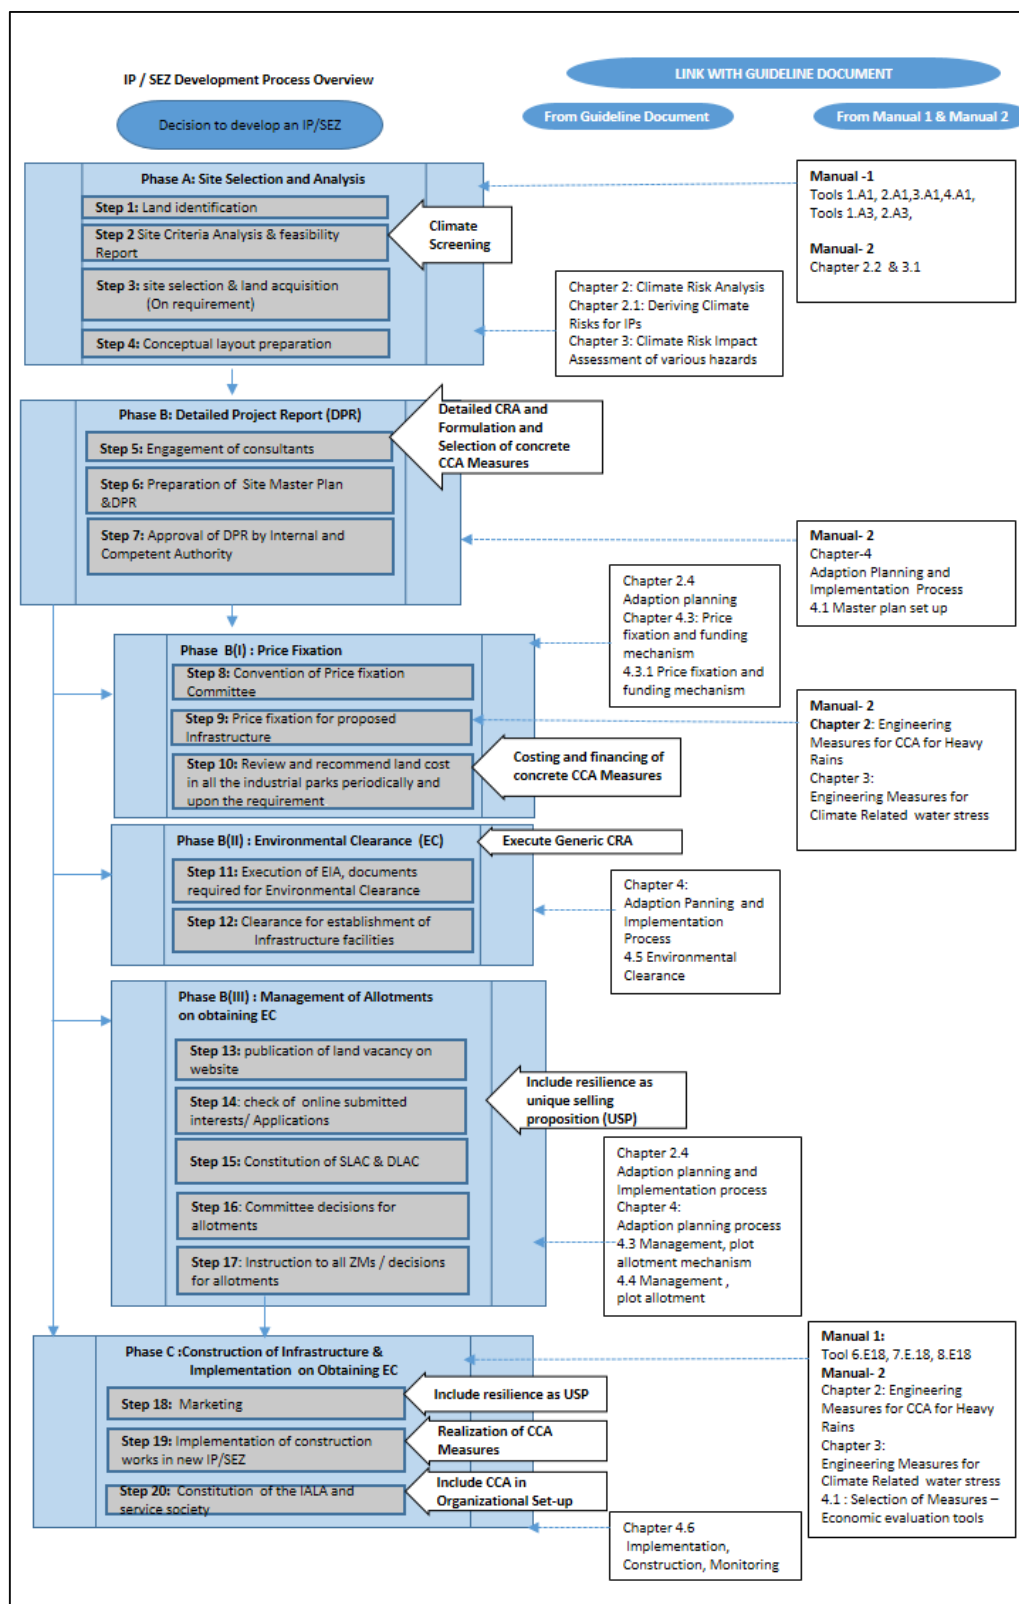 IP / SEZ Development Process Overview
LINK WITH GUIDELINE DOCUMENT
Decision to develop an IP/SEZ
From Guideline Document
From Manual 1 & Manual 2
Phase A: Site Selection and Analysis
Step 1: Land identification
Step 2 Site Criteria Analysis & feasibility
Report
Step 3: site selection & land acquisition
(On requirement)
Step 4: Conceptual layout preparation
Climate
Screening
Manual -1
Tools 1.A1, 2.A1,3.A1,4.A1,
Tools 1.A3, 2.A3,
Manual- 2
Chapter 2.2 & 3.1
Chapter 2: Climate Risk Analysis
Chapter 2.1: Deriving Climate
Risks for IPs
Chapter 3: Climate Risk Impact
Assessment of various hazards
Phase B: Detailed Project Report (DPR)
Step 5: Engagement of consultants
Step 6: Preparation of Site Master Plan
&DPR
Step 7: Approval of DPR by Internal and
Competent Authority
Detailed CRA and
Formulation and
Selection of concrete
CCA Measures
Manual- 2
Chapter-4
Adaption Planning and
Implementation Process
4.1 Master plan set up
Chapter 2.4
Adaption planning
Chapter 4.3: Price
fixation and funding
mechanism
4.3.1 Price fixation and
funding mechanism
Phase B(I) : Price Fixation
Step 8: Convention of Price fixation
Committee
Step 9: Price fixation for proposed
Infrastructure
Step 10: Review and recommend land cost
in all the industrial parks periodically and
upon the requirement
Costing and financing of
concrete CCA Measures
Manual- 2
Chapter 2: Engineering
Measures for CCA for Heavy
Rains
Chapter 3:
Engineering Measures for
Climate Related water stress
Phase B(II) : Environmental Clearance (EC)
Execute Generic CRA
Step 11: Execution of EIA, documents
required for Environmental Clearance
Step 12: Clearance for establishment of
Infrastructure facilities
Chapter 4:
Adaption Panning and
Implementation
Process
4.5 Environmental
Clearance
Phase B(III) : Management of Allotments
on obtaining EC
Step 13: publication of land vacancy on
website
Step 14: check of online submitted
interests/ Applications
Step 15: Constitution of SLAC & DLAC
Step 16: Committee decisions for
allotments
Step 17: Instruction to all ZMs / decisions
for allotments
Include resilience as
unique selling
proposition (USP)
Chapter 2.4
Adaption planning and
Implementation process
Chapter 4:
Adaption planning process
4.3 Management, plot
allotment mechanism
4.4 Management ,
plot allotment
Phase C :Construction of Infrastructure &
Implementation on Obtaining EC
Step 18: Marketing
Step 19: Implementation of construction
works in new IP/SEZ
Step 20: Constitution of the IALA and
service society
Include resilience as USP
Realization of CCA
Measures
Include CCA in
Organizational Set-up
Manual 1:
Tool 6.E18, 7.E.18, 8.E18
Manual- 2
Chapter 2: Engineering
Measures for CCA for Heavy
Rains
Chapter 3:
Engineering Measures for
Climate Related water stress
4.1 : Selection of Measures –
Economic evaluation tools
Chapter 4.6
Implementation,
Construction, Monitoring